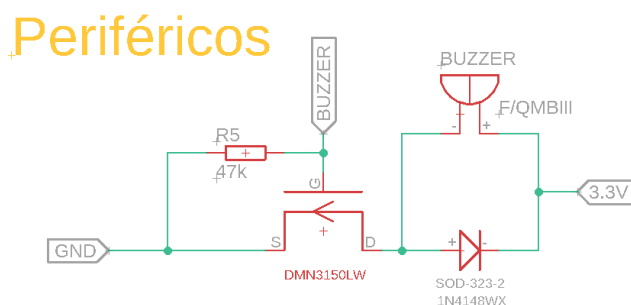 Periféricos
BUZZER
BUZZER
- +
F/QMBIII
R5
47k
G
3.3V
GND
S
D
+ -
DMN3150LW
SOD-323-2
1N4148WX